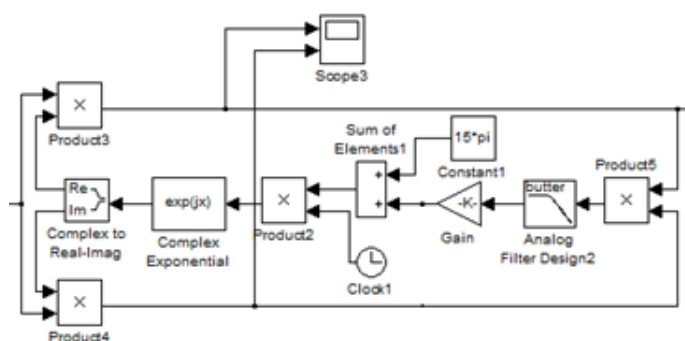 Scope3
×
Product3
Sum of
Elements1
15*pi
Constant1
Product5
×
Re
Im
Complex to
Real-Imag
exp(jx)
Complex
Exponential
×
Product2
+
+
-K-
Gain
butter
Analog
Filter Design2
Clock1
×
Product4